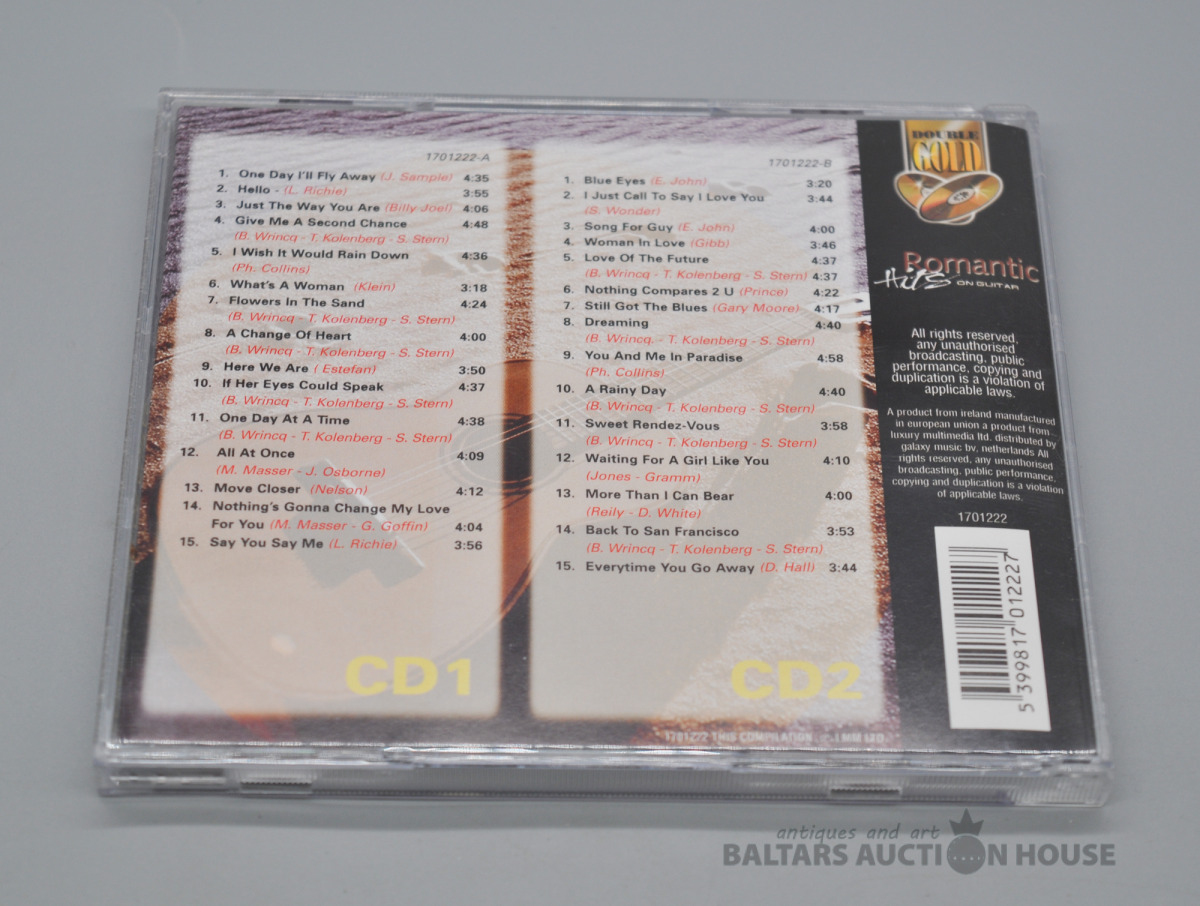 1701222-A
1. One Day I'll Fly Away (J. Sample) 4:35
2. Hello - (L. Richie) 3:55
3. Just The Way You Are (Billy Joel) 4:06
4. Give Me A Second Chance 4:48
(B. Wrincq - T. Kolenberg - S. Stern)
5. I Wish It Would Rain Down 4:36
(Ph. Collins)
6. What's A Woman (Klein) 3:18
7. Flowers In The Sand 4:24
(B. Wrincq - T. Kolenberg - S. Stern)
8. A Change Of Heart 4:00
(B. Wrincq - T. Kolenberg - S. Stern)
9. Here We Are ( Estefan) 3:50
10. If Her Eyes Could Speak 4:37
(B. Wrincq - T. Kolenberg - S. Stern)
11. One Day At A Time 4:38
(B. Wrincq - T. Kolenberg - S. Stern)
12. All At Once 4:09
(M. Masser - J. Osborne)
13. Move Closer (Nelson) 4:12
14. Nothing's Gonna Change My Love
For You (M. Masser - G. Goffin) 4:04
15. Say You Say Me (L. Richie) 3:56
CD1
1701222-B
1. Blue Eyes (E. John) 3:20
2. I Just Call To Say I Love You 3:44
(S. Wonder)
3. Song For Guy (E. John) 4:00
4. Woman In Love (Gibb) 3:46
5. Love Of The Future 4:37
(B. Wrincq - T. Kolenberg - S. Stern) 4:37
6. Nothing Compares 2 U (Prince) 4:22
7. Still Got The Blues (Gary Moore) 4:17
8. Dreaming 4:40
(B. Wrincq. - T. Kolenberg - S. Stern)
9. You And Me In Paradise 4:58
(Ph. Collins)
10. A Rainy Day 4:40
(B. Wrincq - T. Kolenberg - S. Stern)
11. Sweet Rendez-Vous 3:58
(B. Wrincq - T. Kolenberg - S. Stern)
12. Waiting For A Girl Like You 4:10
(Jones - Gramm)
13. More Than I Can Bear 4:00
(Reily - D. White)
14. Back To San Francisco 3:53
(B. Wrincq - T. Kolenberg - S. Stern)
15. Everytime You Go Away (D. Hall) 3:44
CD2
1701222 THIS COMPILATION LMM LTD
DOUBLE
GOLD
Romantic
Hits ON GUITAR
All rights reserved,
any unauthorised
broadcasting, public
performance, copying and
duplication is a violation of
applicable laws.
A product from ireland manufactured
in european union a product from
luxury multimedia ltd. distributed by
galaxy music bv, netherlands All
rights reserved, any unauthorised
broadcasting, public performance,
copying and duplication is a violation
of applicable laws.
1701222
5 399817 012227
antiques and art
BALTARS AUCTION HOUSE